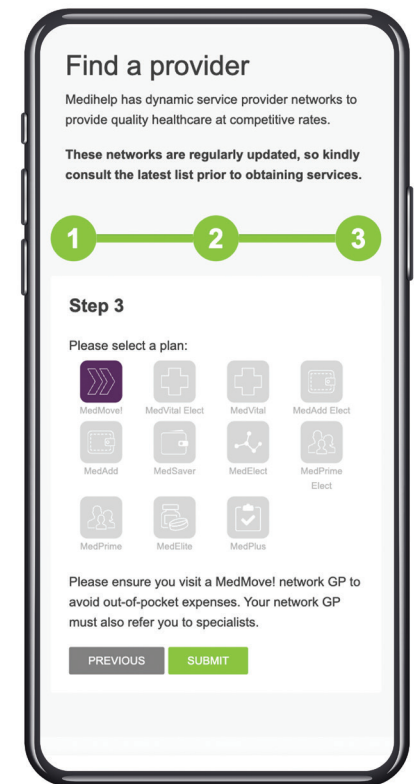 Find a provider
Medihelp has dynamic service provider networks to
provide quality healthcare at competitive rates.
These networks are regularly updated, so kindly
consult the latest list prior to obtaining services.
1 2 3
Step 3
Please select a plan:
MedMove! MedVital Elect MedVital MedAdd Elect
MedAdd MedSaver MedElect MedPrime
Elect
MedPrime MedElite MedPlus
Please ensure you visit a MedMove! network GP to
avoid out-of-pocket expenses. Your network GP
must also refer you to specialists.
PREVIOUS SUBMIT